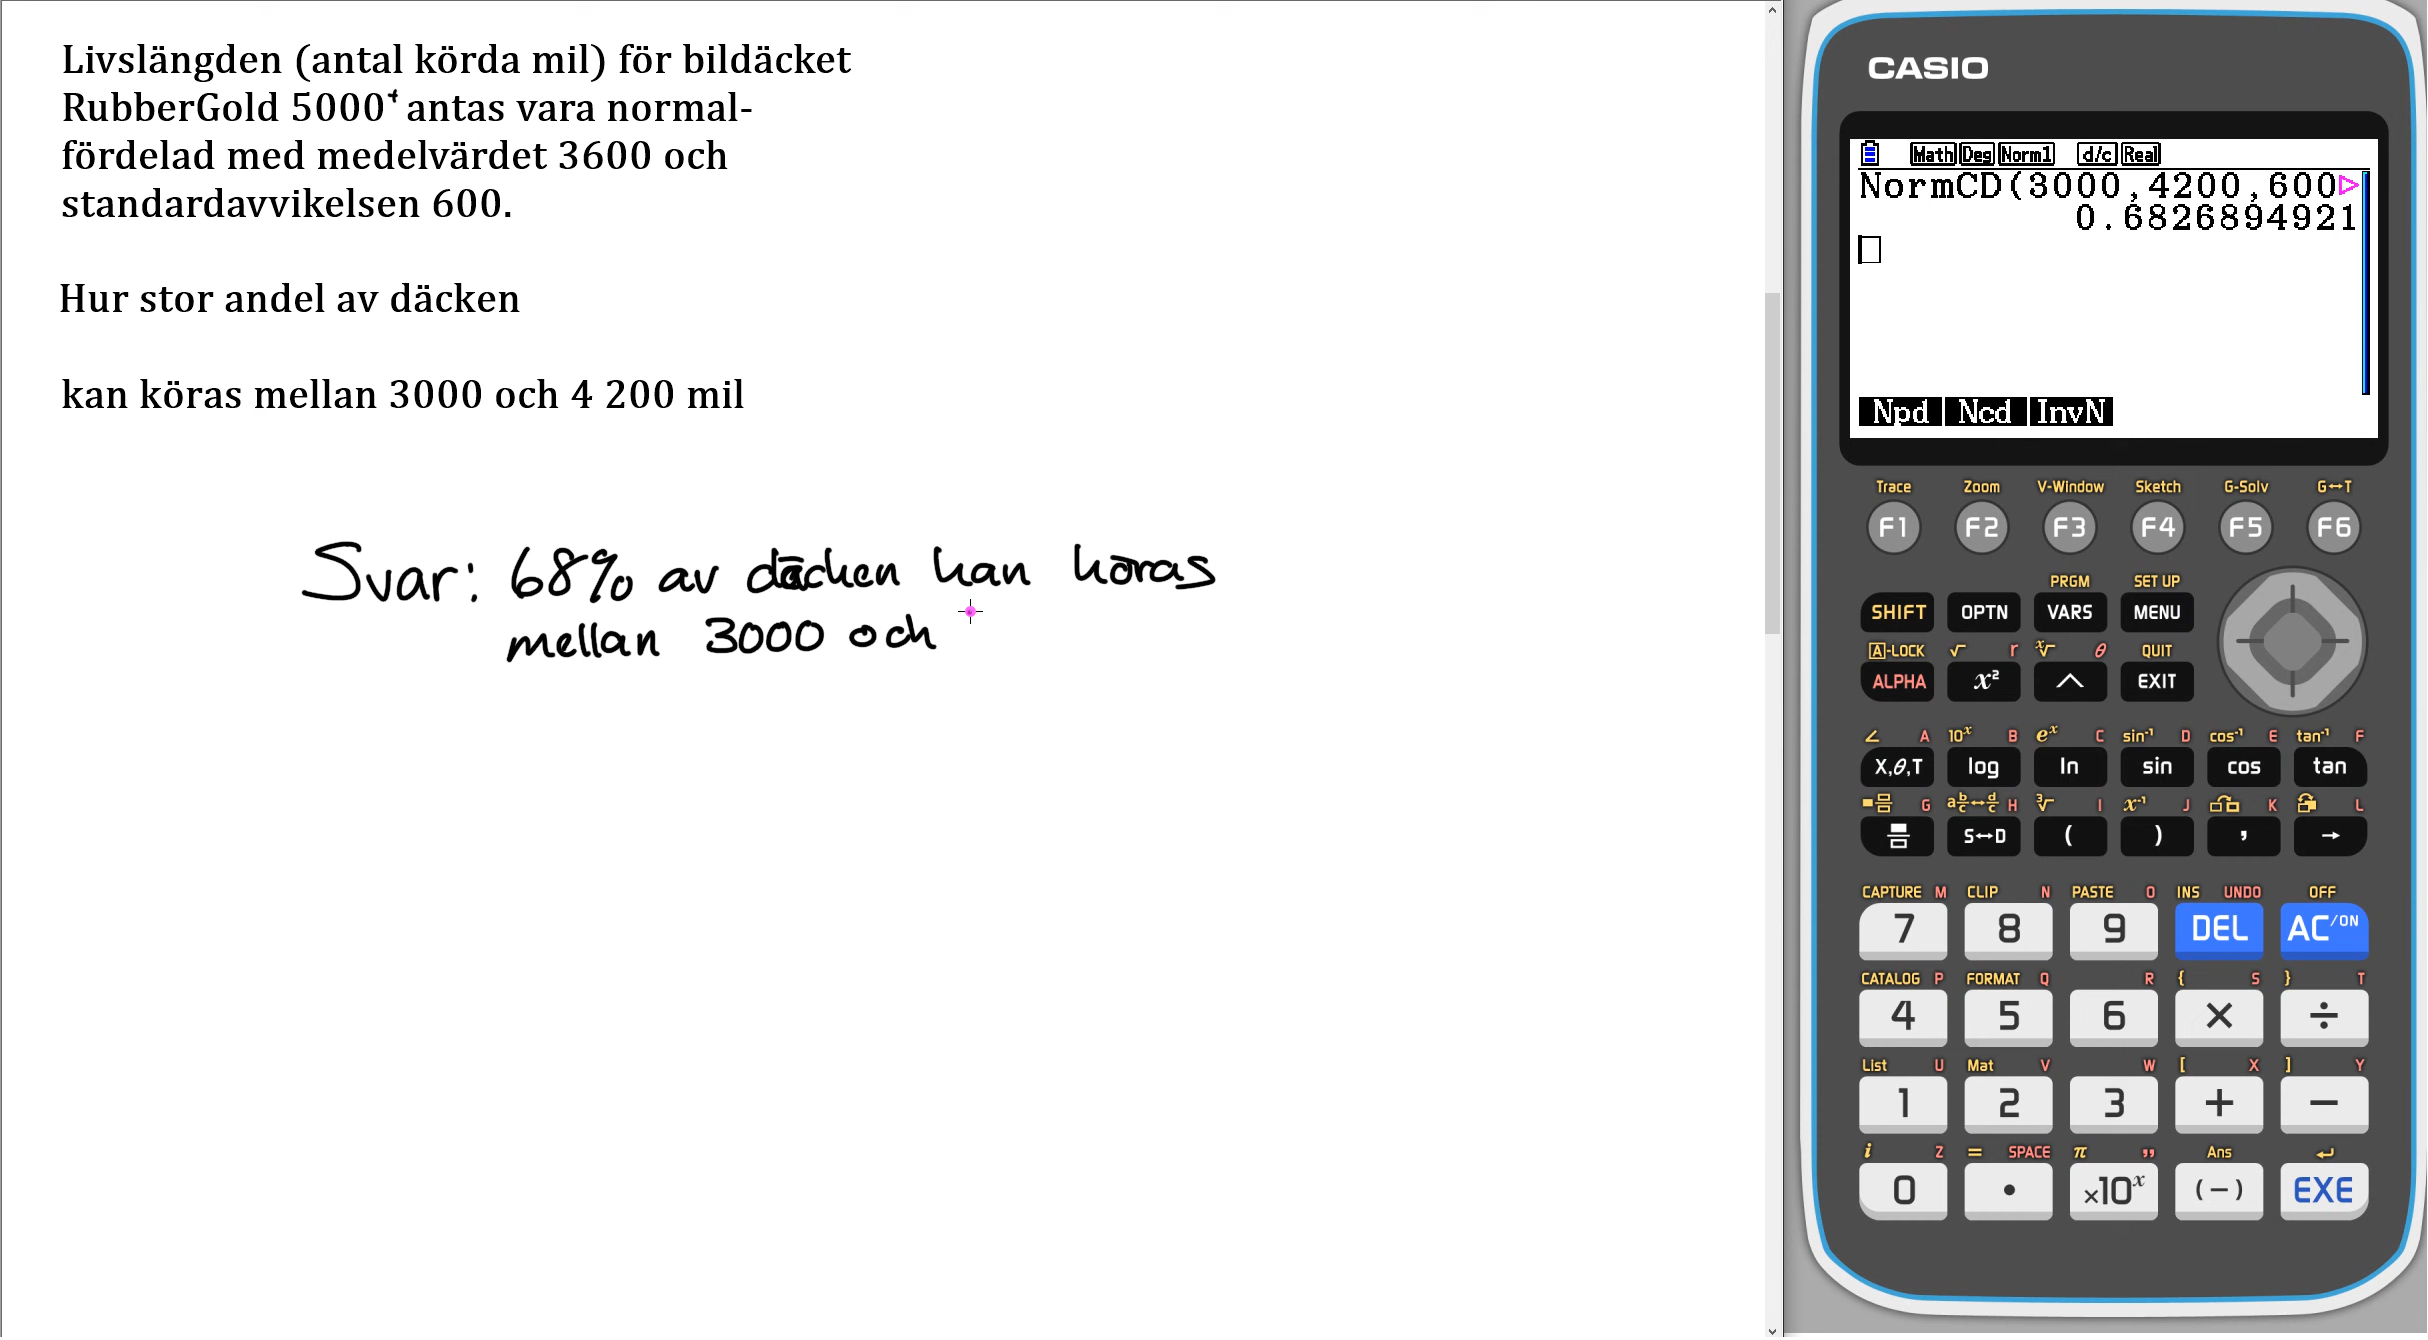 Livslängden (antal körda mil) för bildäcket
RubberGold 5000+ antas vara normal-
fördelad med medelvärdet 3600 och
standardavvikelsen 600.
Hur stor andel av däcken
kan köras mellan 3000 och 4 200 mil
Svar: 68% av däcken kan köras
mellan 3000 och
CASIO
Math Deg Norm1 d/c Real
NormCD(3000,4200,600
0.6826894921
Npd Ncd InvN
Trace Zoom V-Window Sketch G-Solv G↔T
F1 F2 F3 F4 F5 F6
PRGM SET UP
SHIFT OPTN VARS MENU
A-LOCK √ r ˣ√ θ QUIT
ALPHA x² ^ EXIT
∠ A 10ˣ B eˣ C sin⁻¹ D cos⁻¹ E tan⁻¹ F
X,θ,T log ln sin cos tan
G a b/c↔d/c H ³√ I x⁻¹ J K L
S↔D ( ) , →
CAPTURE M CLIP N PASTE O INS UNDO OFF
7 8 9 DEL AC/ON
CATALOG P FORMAT Q R { S } T
4 5 6 × ÷
List U Mat V W [ X ] Y
1 2 3 + −
i Z = SPACE π " Ans ↵
0 • ×10ˣ (−) EXE